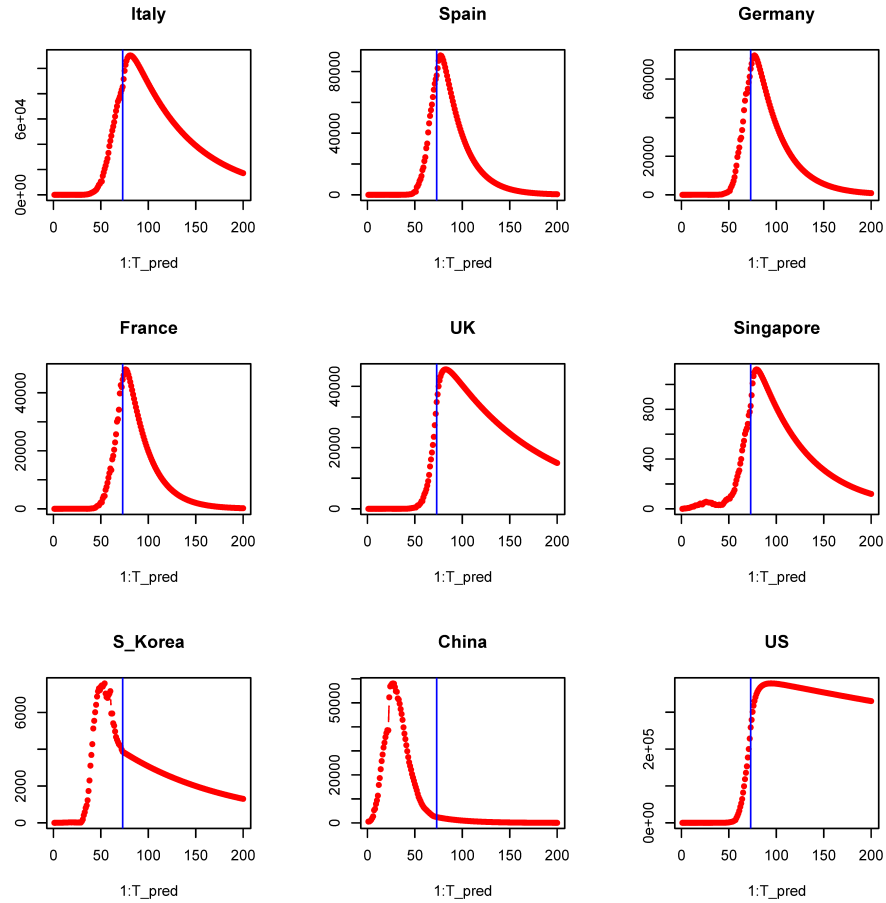 Italy
Spain
Germany
6e+04
0e+00
0 50 100 150 200
1:T_pred
80000
40000
0
0 50 100 150 200
1:T_pred
60000
20000
0
0 50 100 150 200
1:T_pred
France
UK
Singapore
40000
20000
0
0 50 100 150 200
1:T_pred
40000
20000
0
0 50 100 150 200
1:T_pred
800
400
0
0 50 100 150 200
1:T_pred
S_Korea
China
US
6000
2000
0
0 50 100 150 200
1:T_pred
50000
20000
0
0 50 100 150 200
1:T_pred
2e+05
0e+00
0 50 100 150 200
1:T_pred